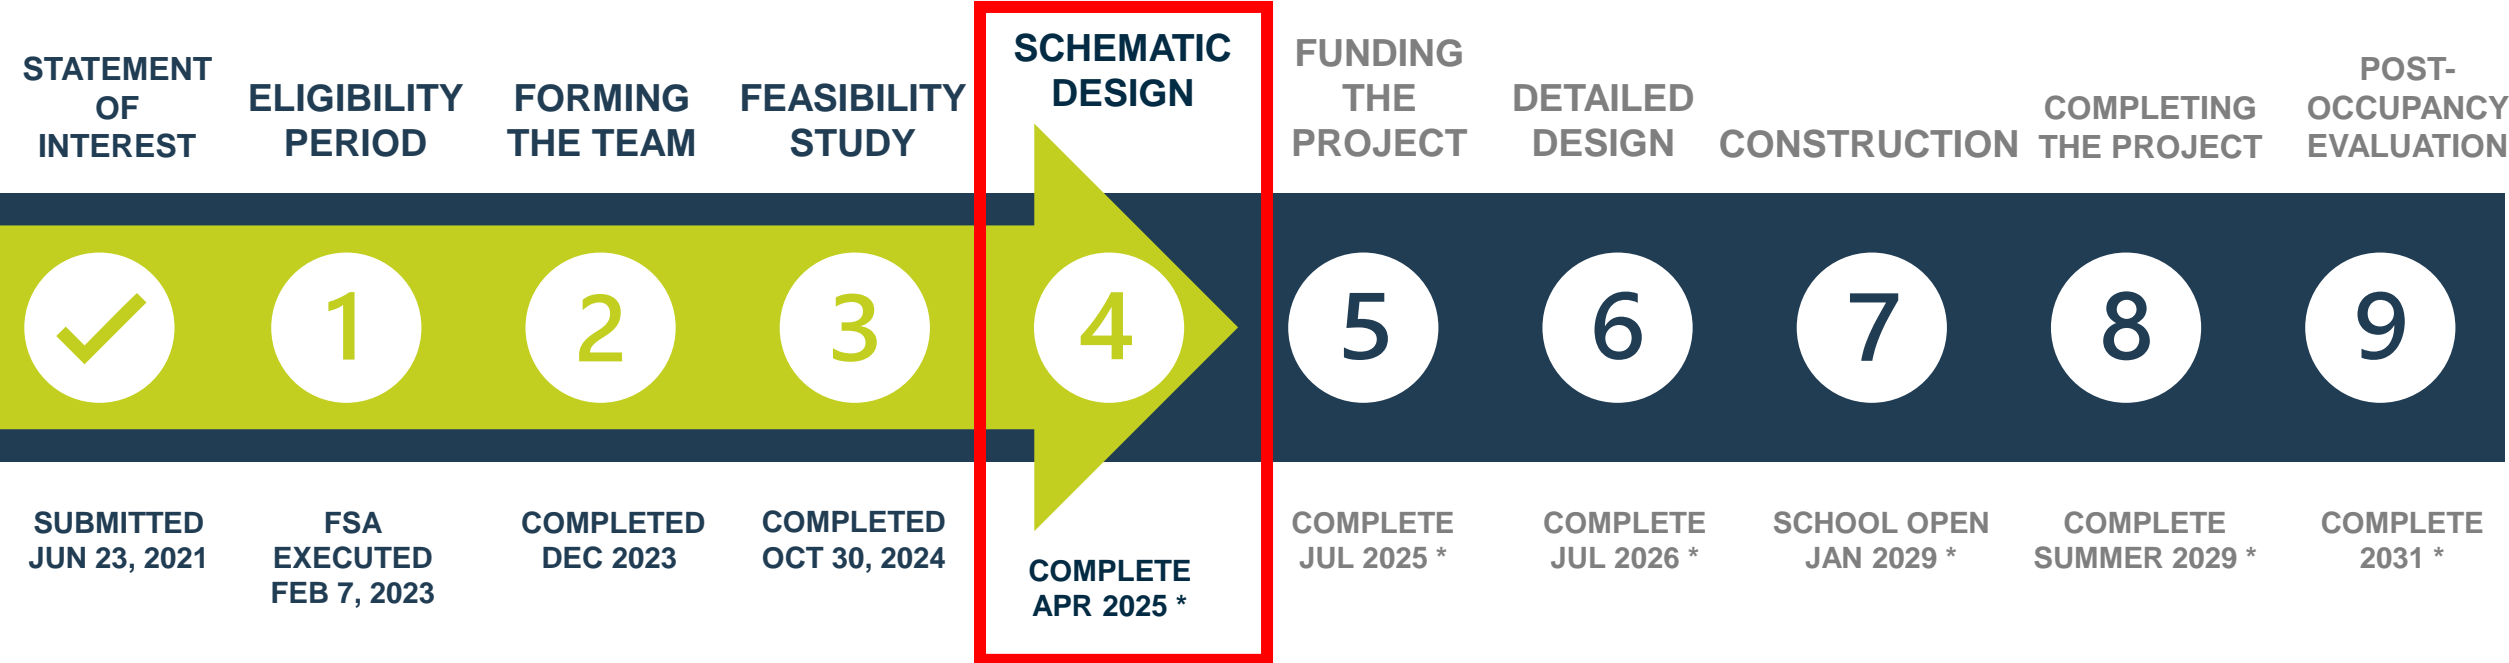 STATEMENT
OF
INTEREST
ELIGIBILITY
PERIOD
FORMING
THE TEAM
FEASIBILITY
STUDY
SCHEMATIC
DESIGN
FUNDING
THE
PROJECT
DETAILED
DESIGN
CONSTRUCTION
COMPLETING
THE PROJECT
POST-
OCCUPANCY
EVALUATION
1
2
3
4
5
6
7
8
9
SUBMITTED
JUN 23, 2021
FSA
EXECUTED
FEB 7, 2023
COMPLETED
DEC 2023
COMPLETED
OCT 30, 2024
COMPLETE
APR 2025 *
COMPLETE
JUL 2025 *
COMPLETE
JUL 2026 *
SCHOOL OPEN
JAN 2029 *
COMPLETE
SUMMER 2029 *
COMPLETE
2031 *